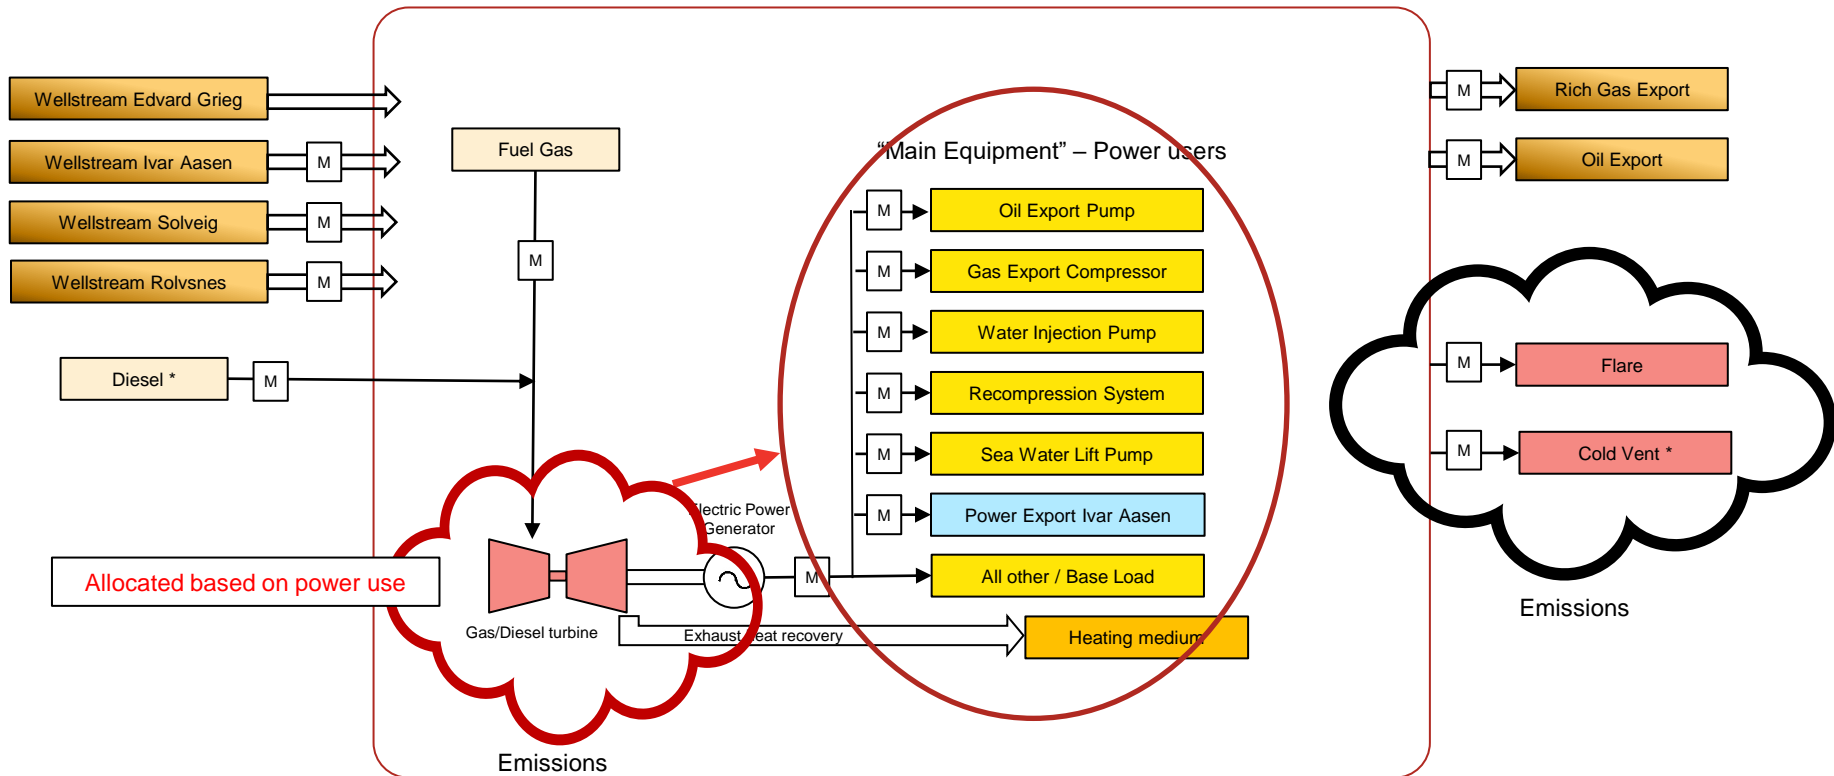 Wellstream Edvard Grieg
Wellstream Ivar Aasen
M
Wellstream Solveig
M
Wellstream Rolvsnes
M
Diesel *
M
Fuel Gas
M
"Main Equipment" – Power users
M
Oil Export Pump
M
Gas Export Compressor
M
Water Injection Pump
M
Recompression System
M
Sea Water Lift Pump
M
Power Export Ivar Aasen
M
All other / Base Load
Electric Power
Generator
Allocated based on power use
Gas/Diesel turbine
Exhaust heat recovery
Heating medium
Emissions
M
Rich Gas Export
M
Oil Export
M
Flare
M
Cold Vent *
Emissions